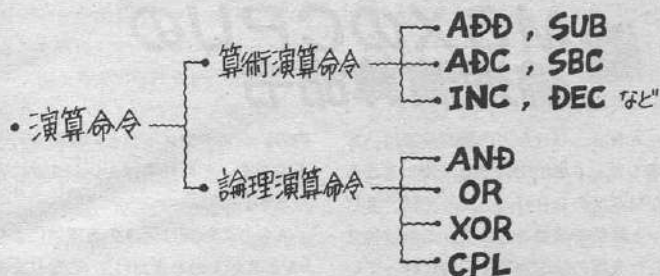 算術演算命令
ADD , SUB
ADC , SBC
INC , DEC など
・演算命令
論理演算命令
AND
OR
XOR
CPL